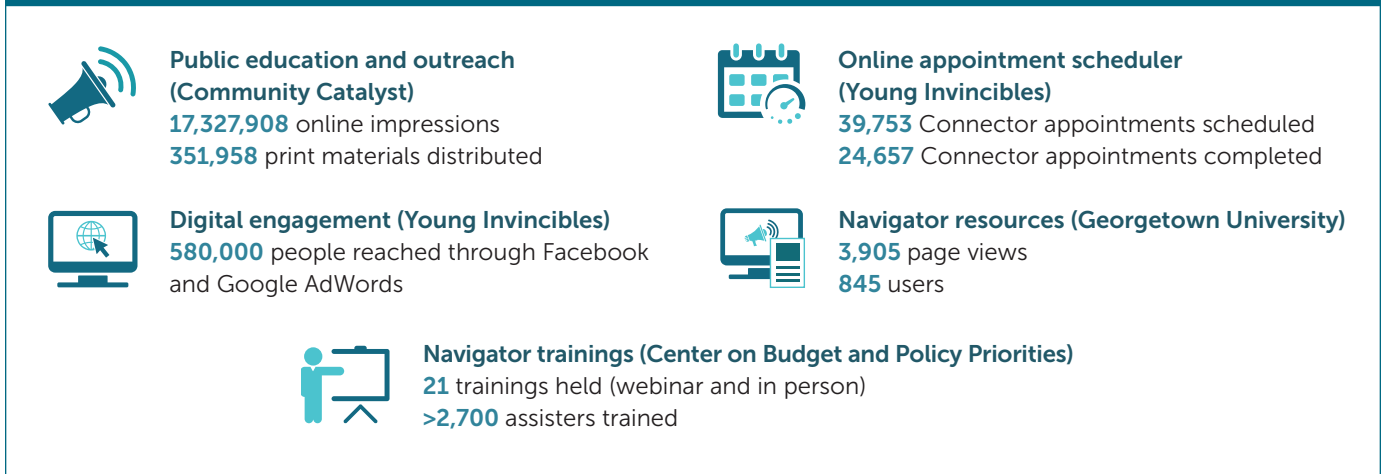 Public education and outreach
(Community Catalyst)
17,327,908 online impressions
351,958 print materials distributed
Online appointment scheduler
(Young Invincibles)
39,753 Connector appointments scheduled
24,657 Connector appointments completed
Digital engagement (Young Invincibles)
580,000 people reached through Facebook
and Google AdWords
Navigator resources (Georgetown University)
3,905 page views
845 users
Navigator trainings (Center on Budget and Policy Priorities)
21 trainings held (webinar and in person)
>2,700 assisters trained